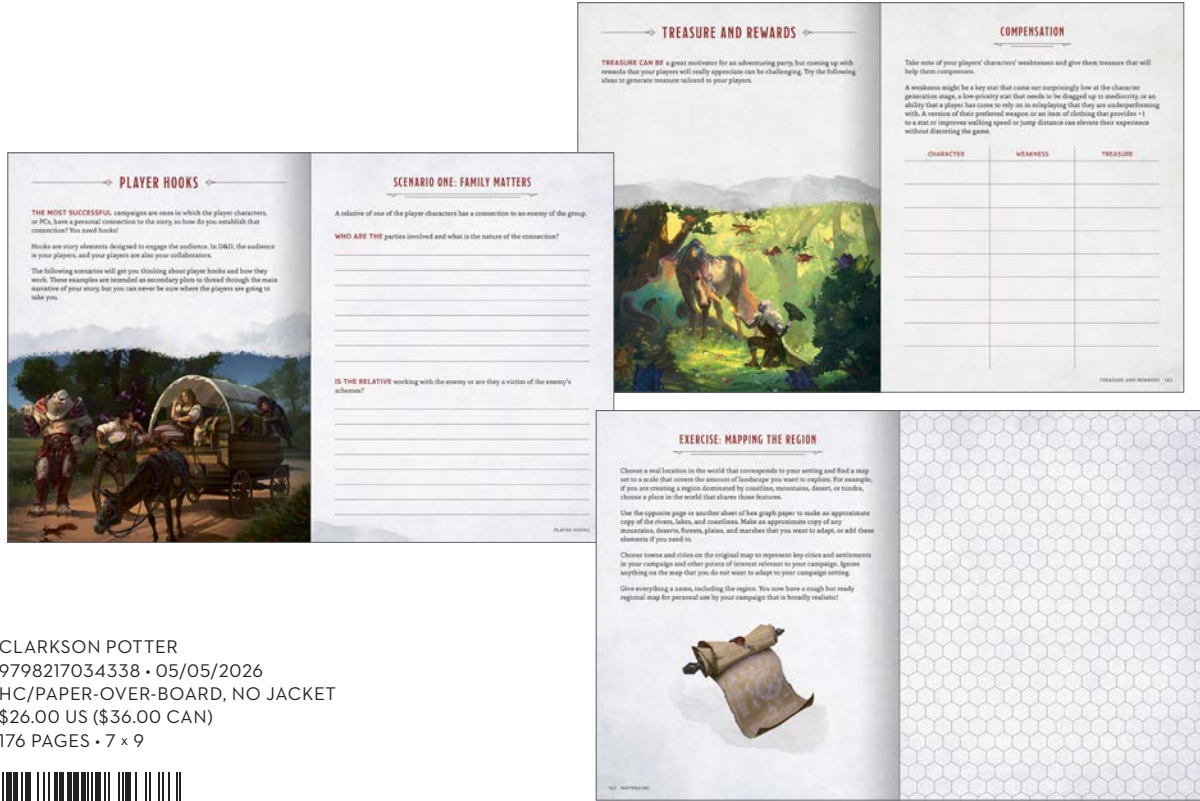 TREASURE AND REWARDS
TREASURE CAN BE a great motivator for an adventuring party, but coming up with
rewards that your players will really appreciate can be challenging. Try the following
ideas to generate treasure tailored to your players.
COMPENSATION
Take note of your players' characters' weaknesses and give them treasure that will
help them compensate.
A weakness might be a key stat that came out surprisingly low at the character
generation stage, a low-priority stat that needs to be dragged up to mediocrity, or an
ability that a player has come to rely on in roleplaying that they are underperforming
with. A version of their preferred weapon or an item of clothing that provides +1
to a stat or improves walking speed or jump distance can elevate their experience
without distorting the game.
CHARACTER WEAKNESS TREASURE
TREASURE AND REWARDS
PLAYER HOOKS
THE MOST SUCCESSFUL campaigns are ones in which the player characters,
or PCs, have a personal connection to the story, so how do you establish that
connection? You need hooks!
Hooks are story elements designed to engage the audience. In D&D, the audience
is your players, and your players are also your collaborators.
The following scenarios will get you thinking about player hooks and how they
work. These examples are intended as secondary plots to thread through the main
narrative of your story, but you can never be sure where the players are going to
take you.
SCENARIO ONE: FAMILY MATTERS
A relative of one of the player characters has a connection to an enemy of the group.
WHO ARE THE parties involved and what is the nature of the connection?
IS THE RELATIVE working with the enemy or are they a victim of the enemy's
schemes?
PLAYER HOOKS
EXERCISE: MAPPING THE REGION
Choose a real location in the world that corresponds to your setting and find a map
set to a scale that covers the amount of landscape you want to explore. For example,
if you are creating a region dominated by coastline, mountains, desert, or tundra,
choose a place in the world that shares those features.
Use the opposite page or another sheet of hex graph paper to make an approximate
copy of the rivers, lakes, and coastlines. Make an approximate copy of any
mountains, deserts, forests, plains, and marshes that you want to adapt, or add these
elements if you need to.
Choose towns and cities on the original map to represent key cities and settlements
in your campaign and other points of interest relevant to your campaign. Ignore
anything on the map that you do not want to adapt to your campaign setting.
Give everything a name, including the region. You now have a rough but ready
regional map for personal use by your campaign that is broadly realistic!
MAPMAKING
CLARKSON POTTER
9798217034338 • 05/05/2026
HC/PAPER-OVER-BOARD, NO JACKET
$26.00 US ($36.00 CAN)
176 PAGES • 7 x 9